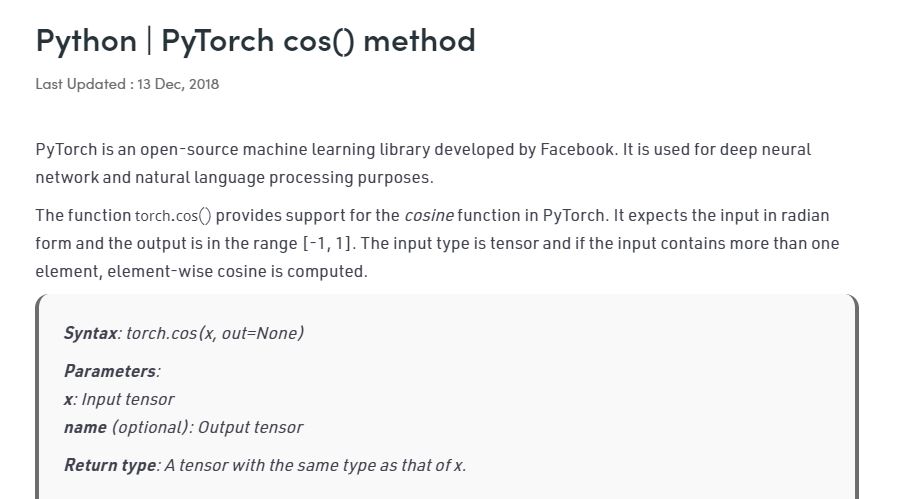 Python | PyTorch cos() method
Last Updated : 13 Dec, 2018
PyTorch is an open-source machine learning library developed by Facebook. It is used for deep neural
network and natural language processing purposes.
The function torch.cos() provides support for the cosine function in PyTorch. It expects the input in radian
form and the output is in the range [-1, 1]. The input type is tensor and if the input contains more than one
element, element-wise cosine is computed.
Syntax: torch.cos(x, out=None)
Parameters:
x: Input tensor
name (optional): Output tensor
Return type: A tensor with the same type as that of x.